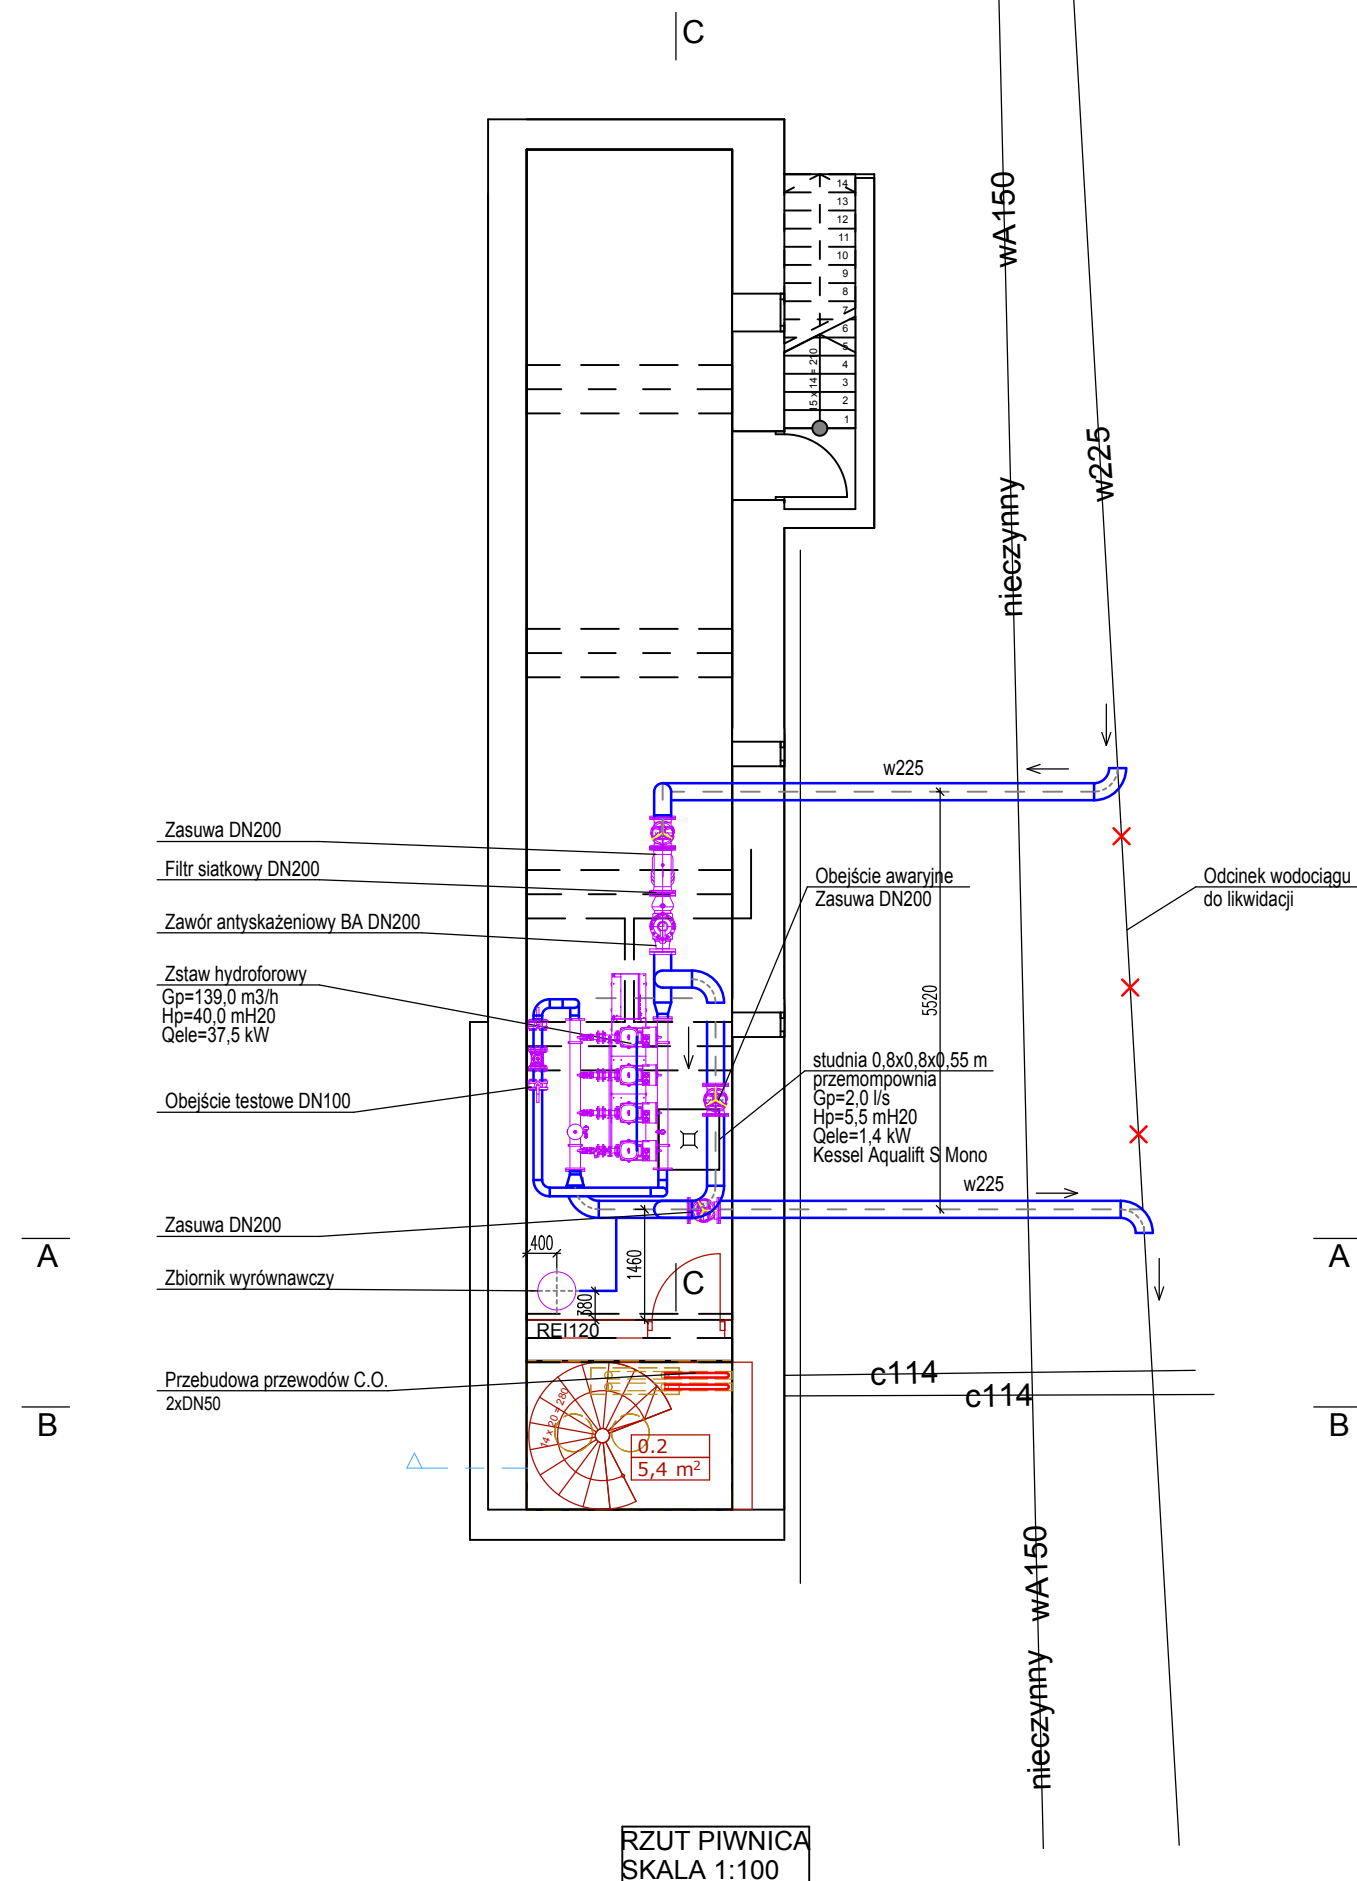 C
wA150
14
13
12
11
10
9
8
7
6
5
4
3
2
1
15 x 14 = 210
w225
nieczynny
w225
Zasuwa DN200
Filtr siatkowy DN200
Zawór antyskażeniowy BA DN200
Zstaw hydroforowy
Gp=139,0 m3/h
Hp=40,0 mH20
Qele=37,5 kW
Obejście testowe DN100
Zasuwa DN200
Zbiornik wyrównawczy
Przebudowa przewodów C.O.
2xDN50
Obejście awaryjne
Zasuwa DN200
Odcinek wodociągu
do likwidacji
5520
studnia 0,8x0,8x0,55 m
przemompownia
Gp=2,0 l/s
Hp=5,5 mH20
Qele=1,4 kW
Kessel Aqualift S Mono
w225
A
A
400
1460
380
C
REI120
c114
c114
B
B
14 x 20 = 280
0.2
5,4 m²
nieczynny wA150
RZUT PIWNICA
SKALA 1:100